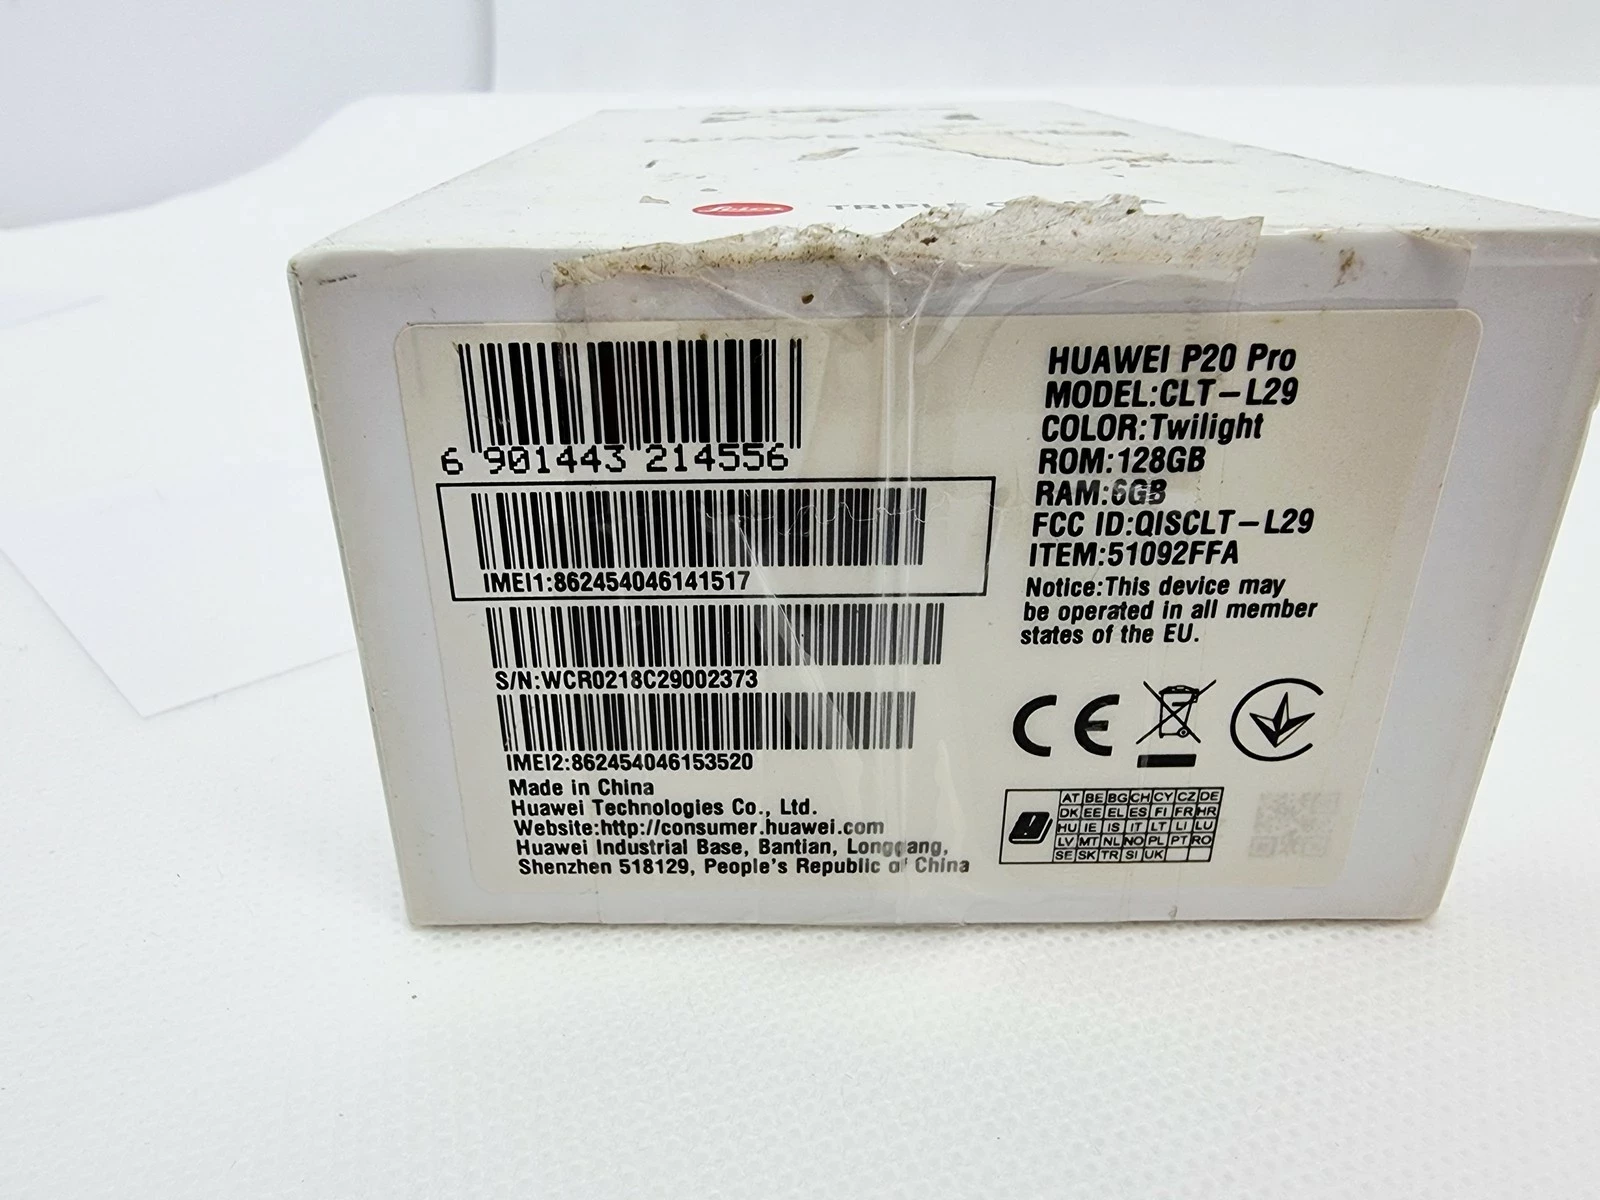 Leica TRIPLE CAMERA
6 901443 214556
IMEI1:862454046141517
S/N:WCR0218C29002373
IMEI2:862454046153520
Made in China
Huawei Technologies Co., Ltd.
Website:http://consumer.huawei.com
Huawei Industrial Base, Bantian, Longgang,
Shenzhen 518129, People's Republic of China
HUAWEI P20 Pro
MODEL:CLT-L29
COLOR:Twilight
ROM:128GB
RAM:6GB
FCC ID:QISCLT-L29
ITEM:51092FFA
Notice:This device may
be operated in all member
states of the EU.
CE
AT BE BG CH CY CZ DE
DK EE EL ES FI FR HR
HU IE IS IT LT LI LU
LV MT NL NO PL PT RO
SE SK TR SI UK